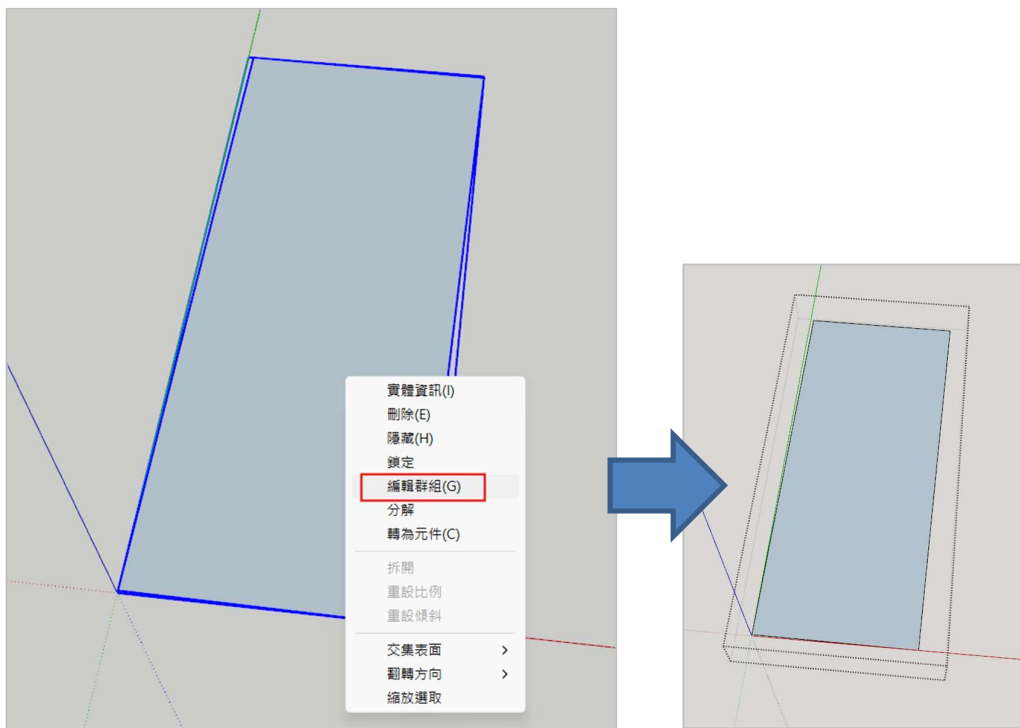 實體資訊(I)
刪除(E)
隱藏(H)
鎖定
編輯群組(G)
分解
轉為元件(C)
拆開
重設比例
重設傾斜
交集表面
翻轉方向
縮放選取